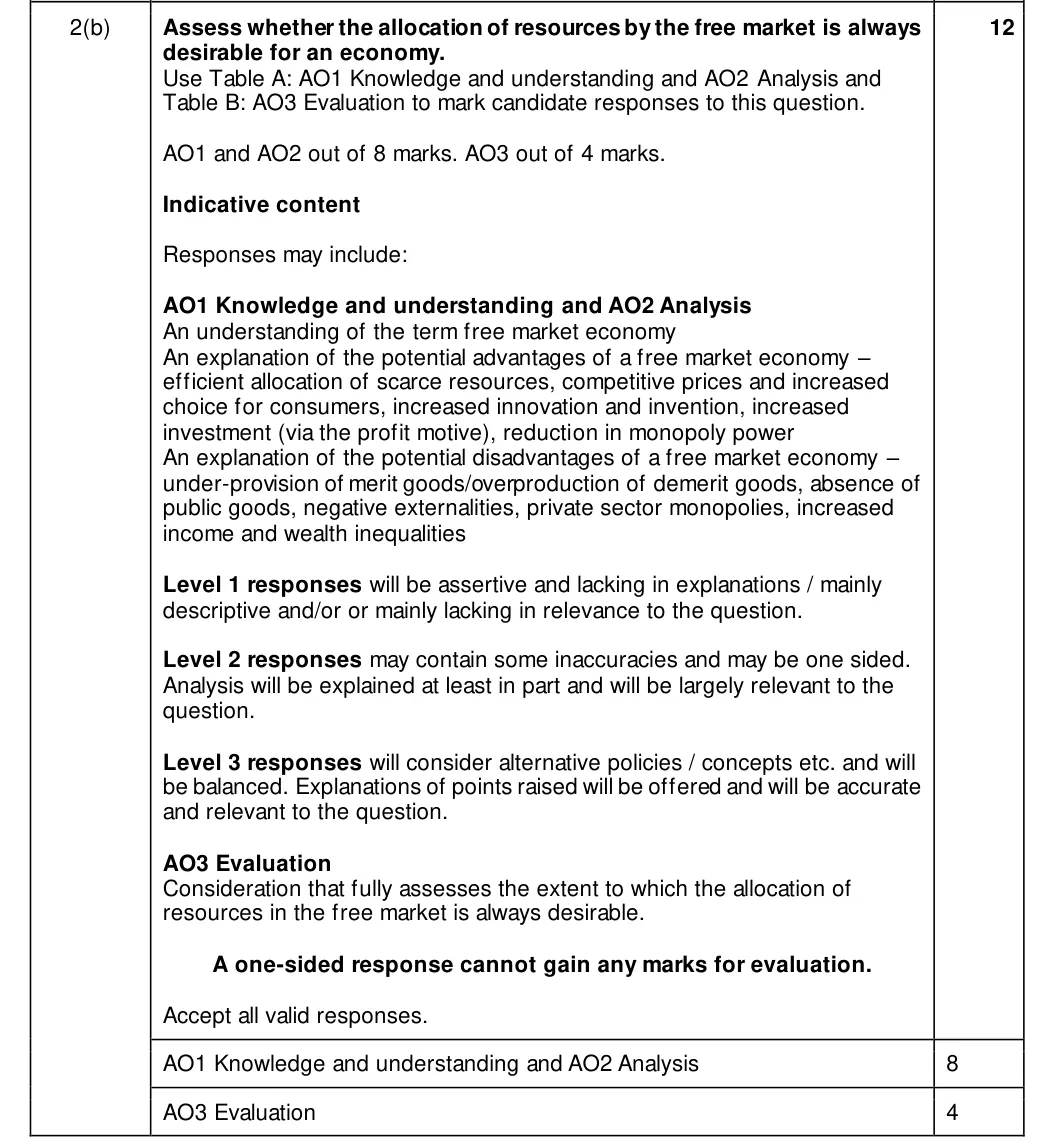 2(b)
Assess whether the allocation of resources by the free market is always
desirable for an economy.
12
Use Table A: AO1 Knowledge and understanding and AO2 Analysis and
Table B: AO3 Evaluation to mark candidate responses to this question.
AO1 and AO2 out of 8 marks. AO3 out of 4 marks.
Indicative content
Responses may include:
AO1 Knowledge and understanding and AO2 Analysis
An understanding of the term free market economy
An explanation of the potential advantages of a free market economy –
efficient allocation of scarce resources, competitive prices and increased
choice for consumers, increased innovation and invention, increased
investment (via the profit motive), reduction in monopoly power
An explanation of the potential disadvantages of a free market economy –
under-provision of merit goods/overproduction of demerit goods, absence of
public goods, negative externalities, private sector monopolies, increased
income and wealth inequalities
Level 1 responses will be assertive and lacking in explanations / mainly
descriptive and/or or mainly lacking in relevance to the question.
Level 2 responses may contain some inaccuracies and may be one sided.
Analysis will be explained at least in part and will be largely relevant to the
question.
Level 3 responses will consider alternative policies / concepts etc. and will
be balanced. Explanations of points raised will be offered and will be accurate
and relevant to the question.
AO3 Evaluation
Consideration that fully assesses the extent to which the allocation of
resources in the free market is always desirable.
A one-sided response cannot gain any marks for evaluation.
Accept all valid responses.
AO1 Knowledge and understanding and AO2 Analysis 8
AO3 Evaluation 4